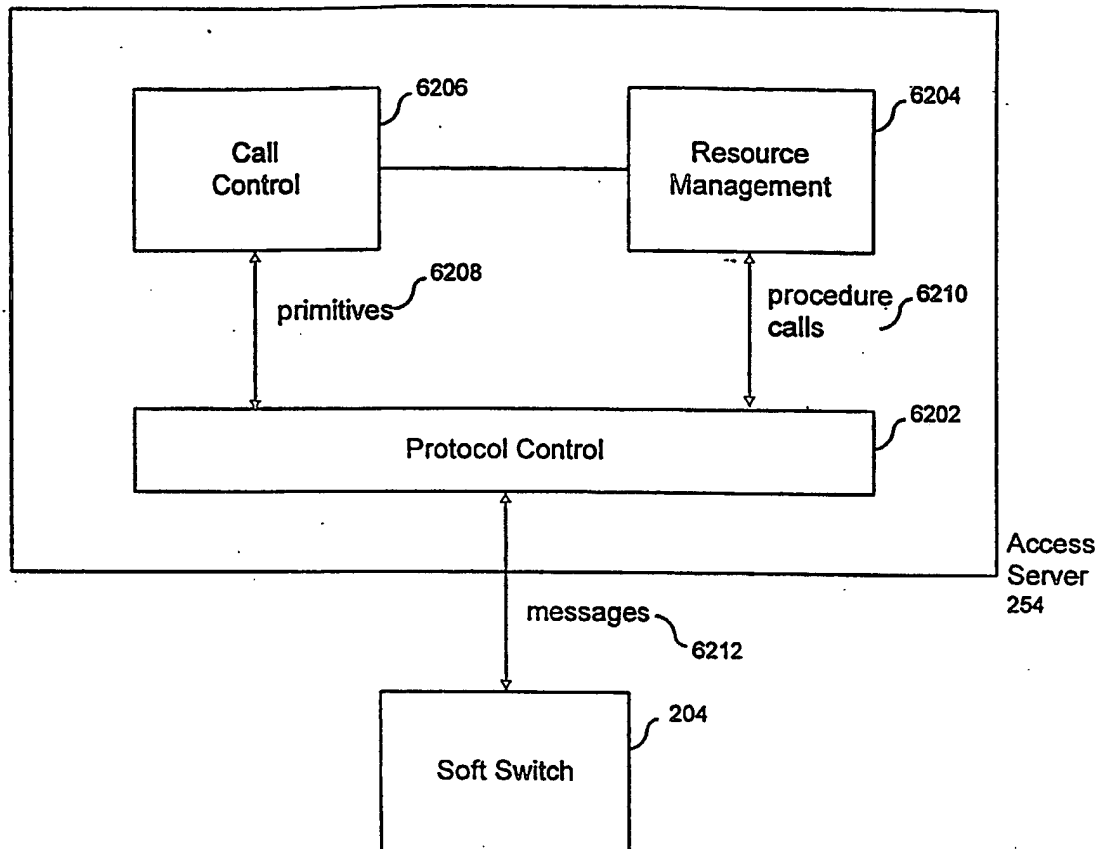 6206
6204
Call
Control
Resource
Management
primitives
6208
procedure
calls
6210
6202
Protocol Control
Access
Server
254
messages
6212
204
Soft Switch